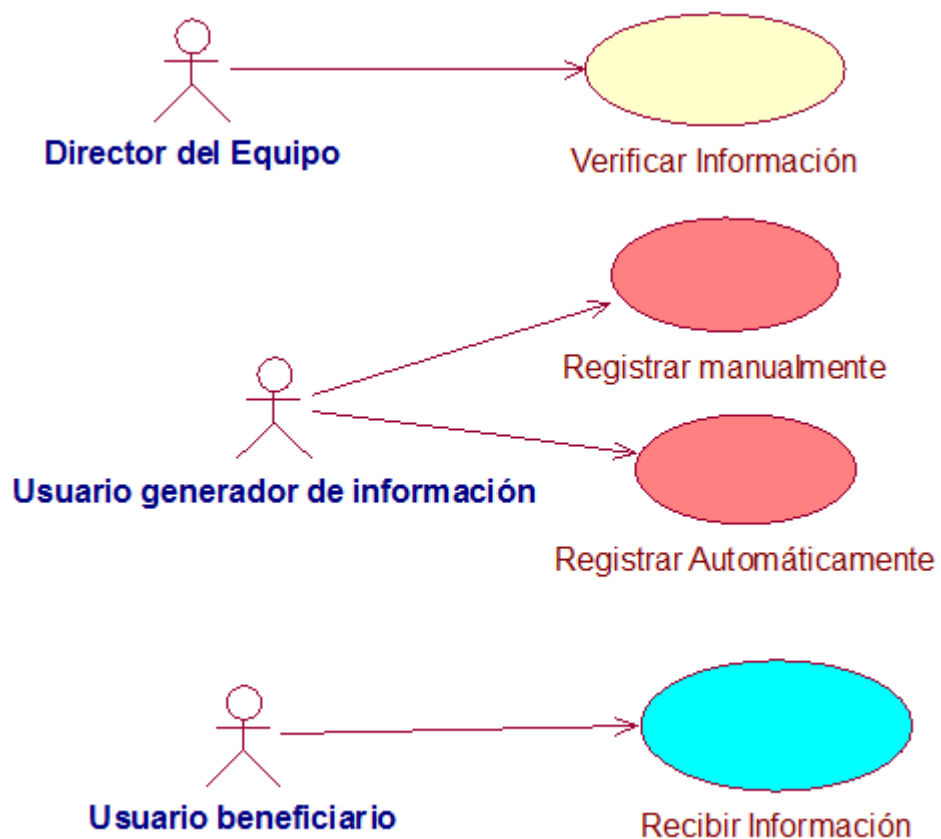 Director del Equipo
Verificar Información
Registrar manualmente
Usuario generador de información
Registrar Automáticamente
Usuario beneficiario
Recibir Información